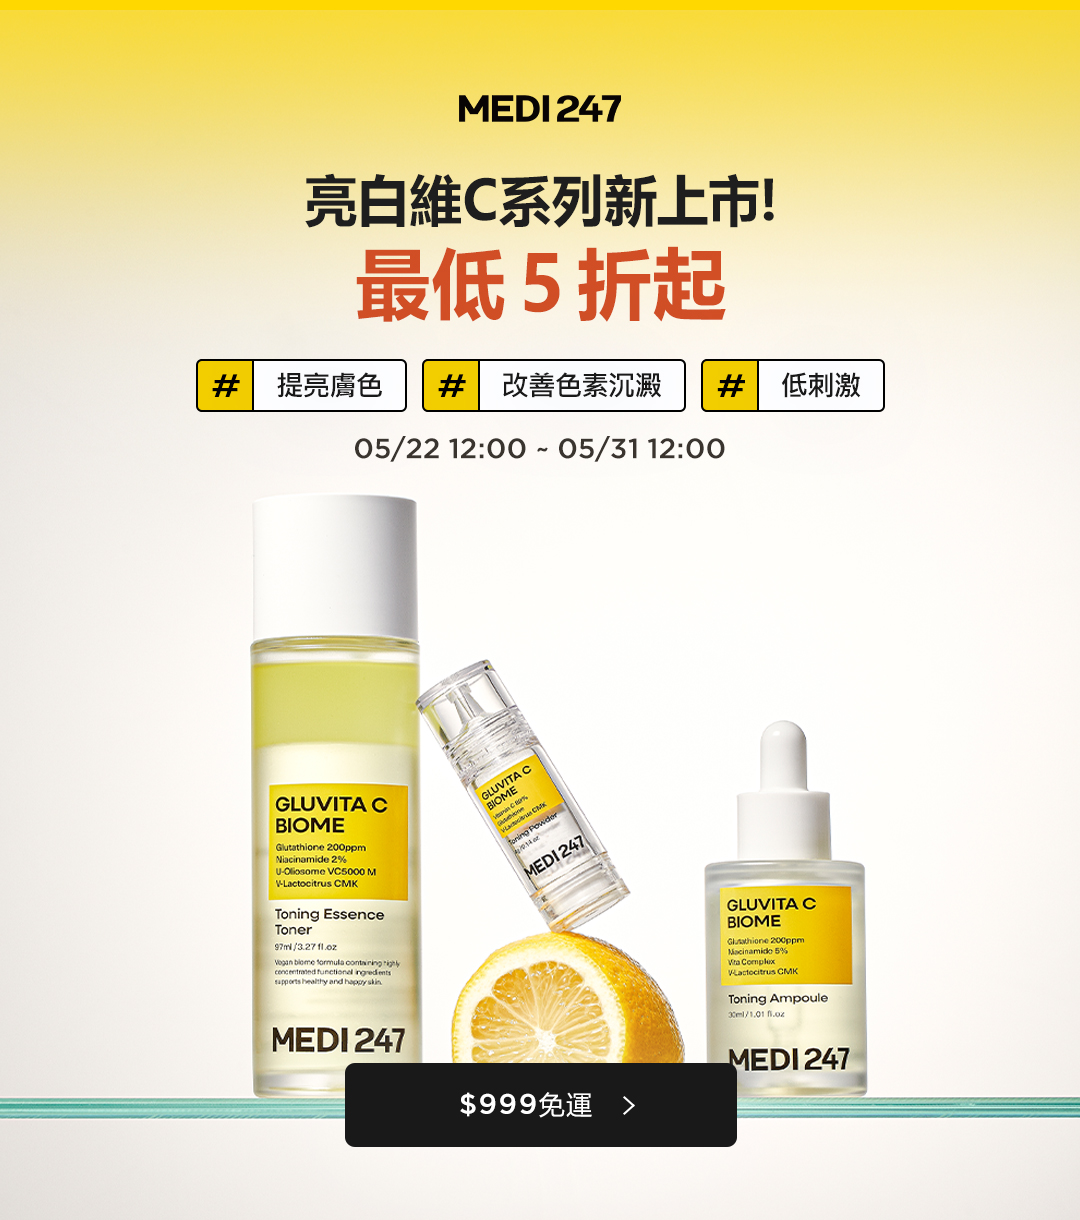 MEDI 247
亮白維C系列新上市!
最低 5 折起
# 提亮膚色 # 改善色素沉澱 # 低刺激
05/22 12:00 ~ 05/31 12:00
GLUVITA C
BIOME
Glutathione 200ppm
Niacinamide 2%
U-Oliosome VC5000 M
V-Lactocitrus CMK
Toning Essence
Toner
97ml / 3.27 fl.oz
Vegan biome formula containing highly
concentrated functional ingredients
supports healthy and happy skin.
MEDI 247
GLUVITA C
BIOME
Vitamin C 89%
Glutathione
V-Lactocitrus CMK
Toning Powder
MEDI 247
GLUVITA C
BIOME
Glutathione 200ppm
Niacinamide 5%
Vita Complex
V-Lactocitrus CMK
Toning Ampoule
30ml / 1.01 fl.oz
MEDI 247
$999免運 >